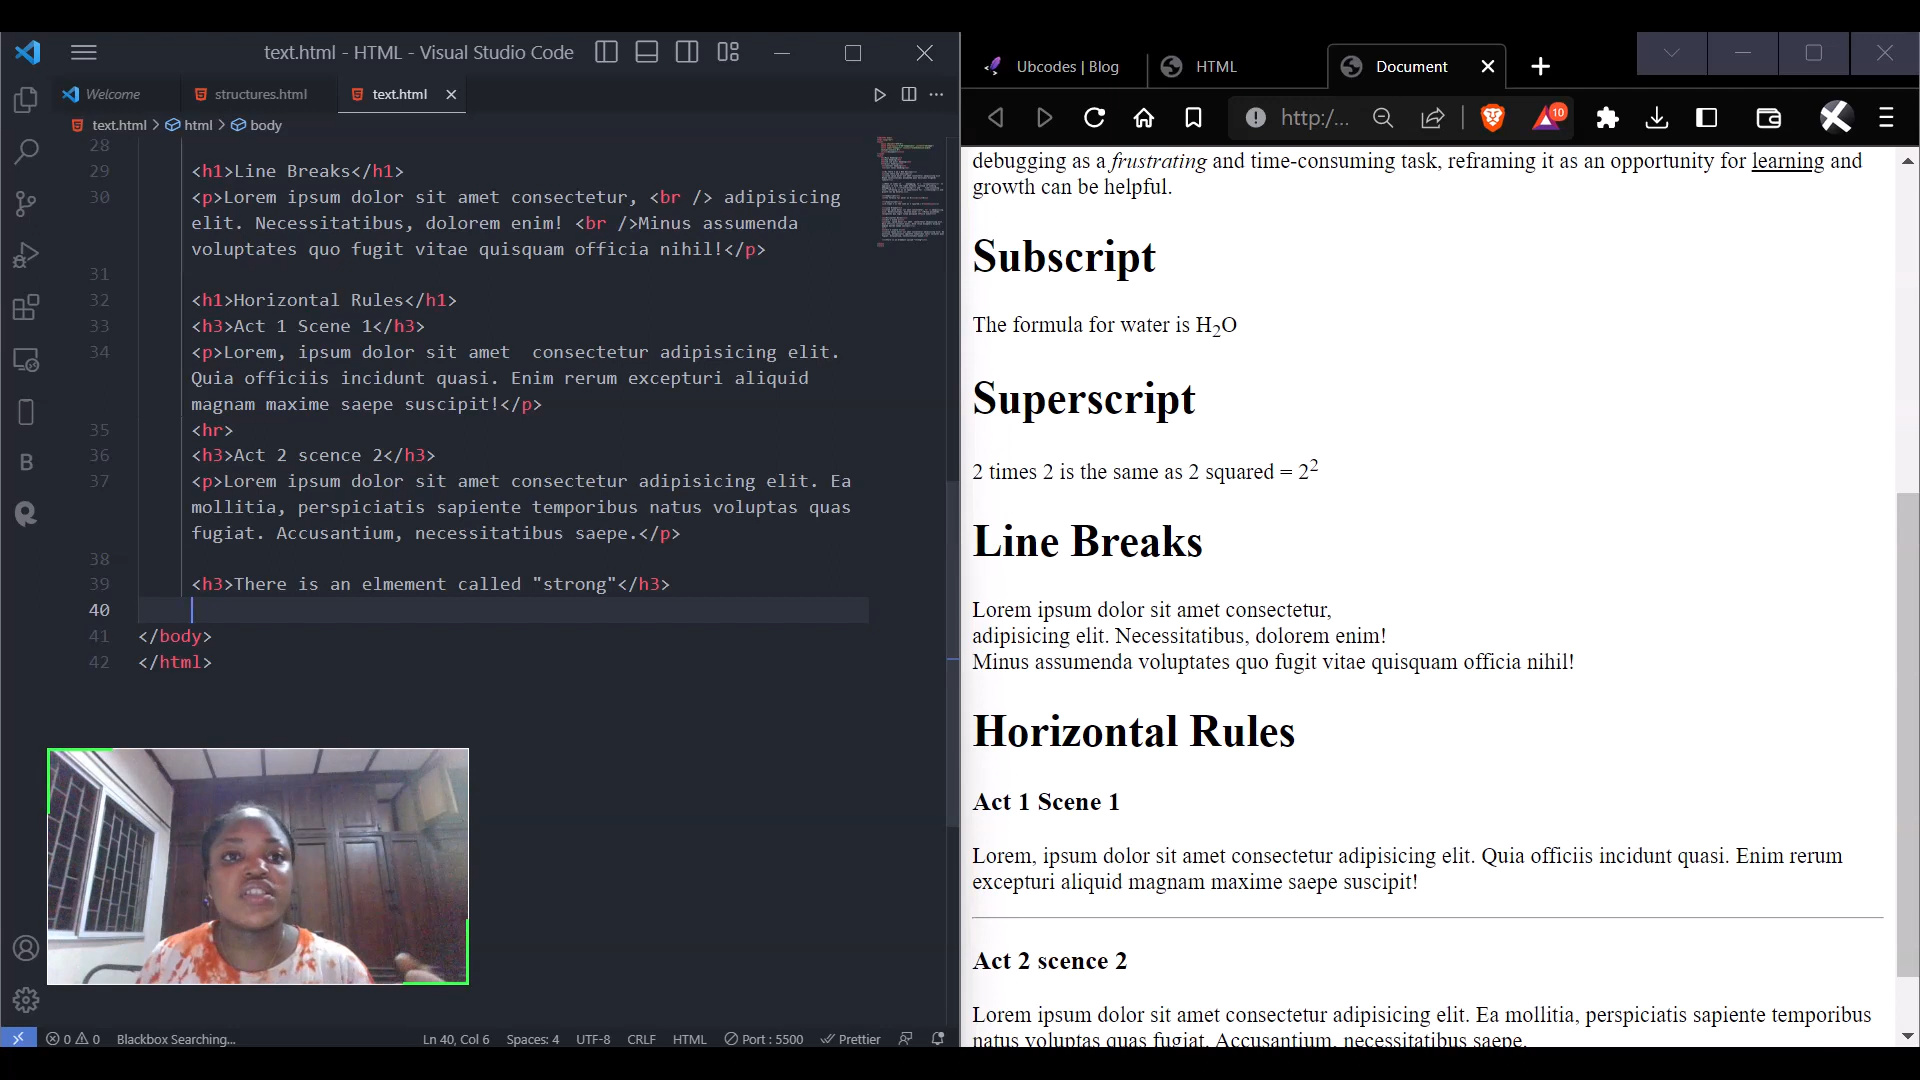 text.html - HTML - Visual Studio Code
Welcome
structures.html
text.html
text.html > html > body
28
29 <h1>Line Breaks</h1>
30 <p>Lorem ipsum dolor sit amet consectetur, <br /> adipisicing
elit. Necessitatibus, dolorem enim! <br />Minus assumenda
voluptates quo fugit vitae quisquam officia nihil!</p>
31
32 <h1>Horizontal Rules</h1>
33 <h3>Act 1 Scene 1</h3>
34 <p>Lorem, ipsum dolor sit amet  consectetur adipisicing elit.
Quia officiis incidunt quasi. Enim rerum excepturi aliquid
magnam maxime saepe suscipit!</p>
35 <hr>
36 <h3>Act 2 scence 2</h3>
37 <p>Lorem ipsum dolor sit amet consectetur adipisicing elit. Ea
mollitia, perspiciatis sapiente temporibus natus voluptas quas
fugiat. Accusantium, necessitatibus saepe.</p>
38
39 <h3>There is an elmement called "strong"</h3>
40
41 </body>
42 </html>
B
0 0 Blackbox Searching... Ln 40, Col 6 Spaces: 4 UTF-8 CRLF HTML Port : 5500 Prettier
Ubcodes | Blog
HTML
Document
http:/...
10
debugging as a frustrating and time-consuming task, reframing it as an opportunity for learning and
growth can be helpful.
Subscript
The formula for water is H₂O
Superscript
2 times 2 is the same as 2 squared = 2²
Line Breaks
Lorem ipsum dolor sit amet consectetur,
adipisicing elit. Necessitatibus, dolorem enim!
Minus assumenda voluptates quo fugit vitae quisquam officia nihil!
Horizontal Rules
Act 1 Scene 1
Lorem, ipsum dolor sit amet consectetur adipisicing elit. Quia officiis incidunt quasi. Enim rerum
excepturi aliquid magnam maxime saepe suscipit!
Act 2 scence 2
Lorem ipsum dolor sit amet consectetur adipisicing elit. Ea mollitia, perspiciatis sapiente temporibus
natus voluptas quas fugiat. Accusantium, necessitatibus saepe.